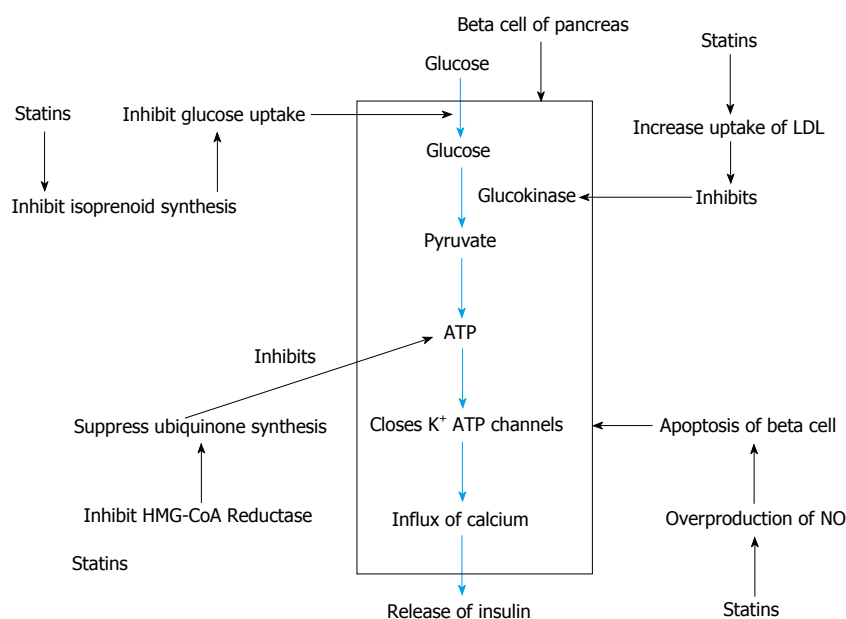 Beta cell of pancreas
Statins
Glucose
Statins
Inhibit glucose uptake
Increase uptake of LDL
Glucose
Inhibit isoprenoid synthesis
Glucokinase
Inhibits
Pyruvate
ATP
Inhibits
Suppress ubiquinone synthesis
Closes K⁺ ATP channels
Apoptosis of beta cell
Inhibit HMG-CoA Reductase
Influx of calcium
Overproduction of NO
Statins
Release of insulin
Statins